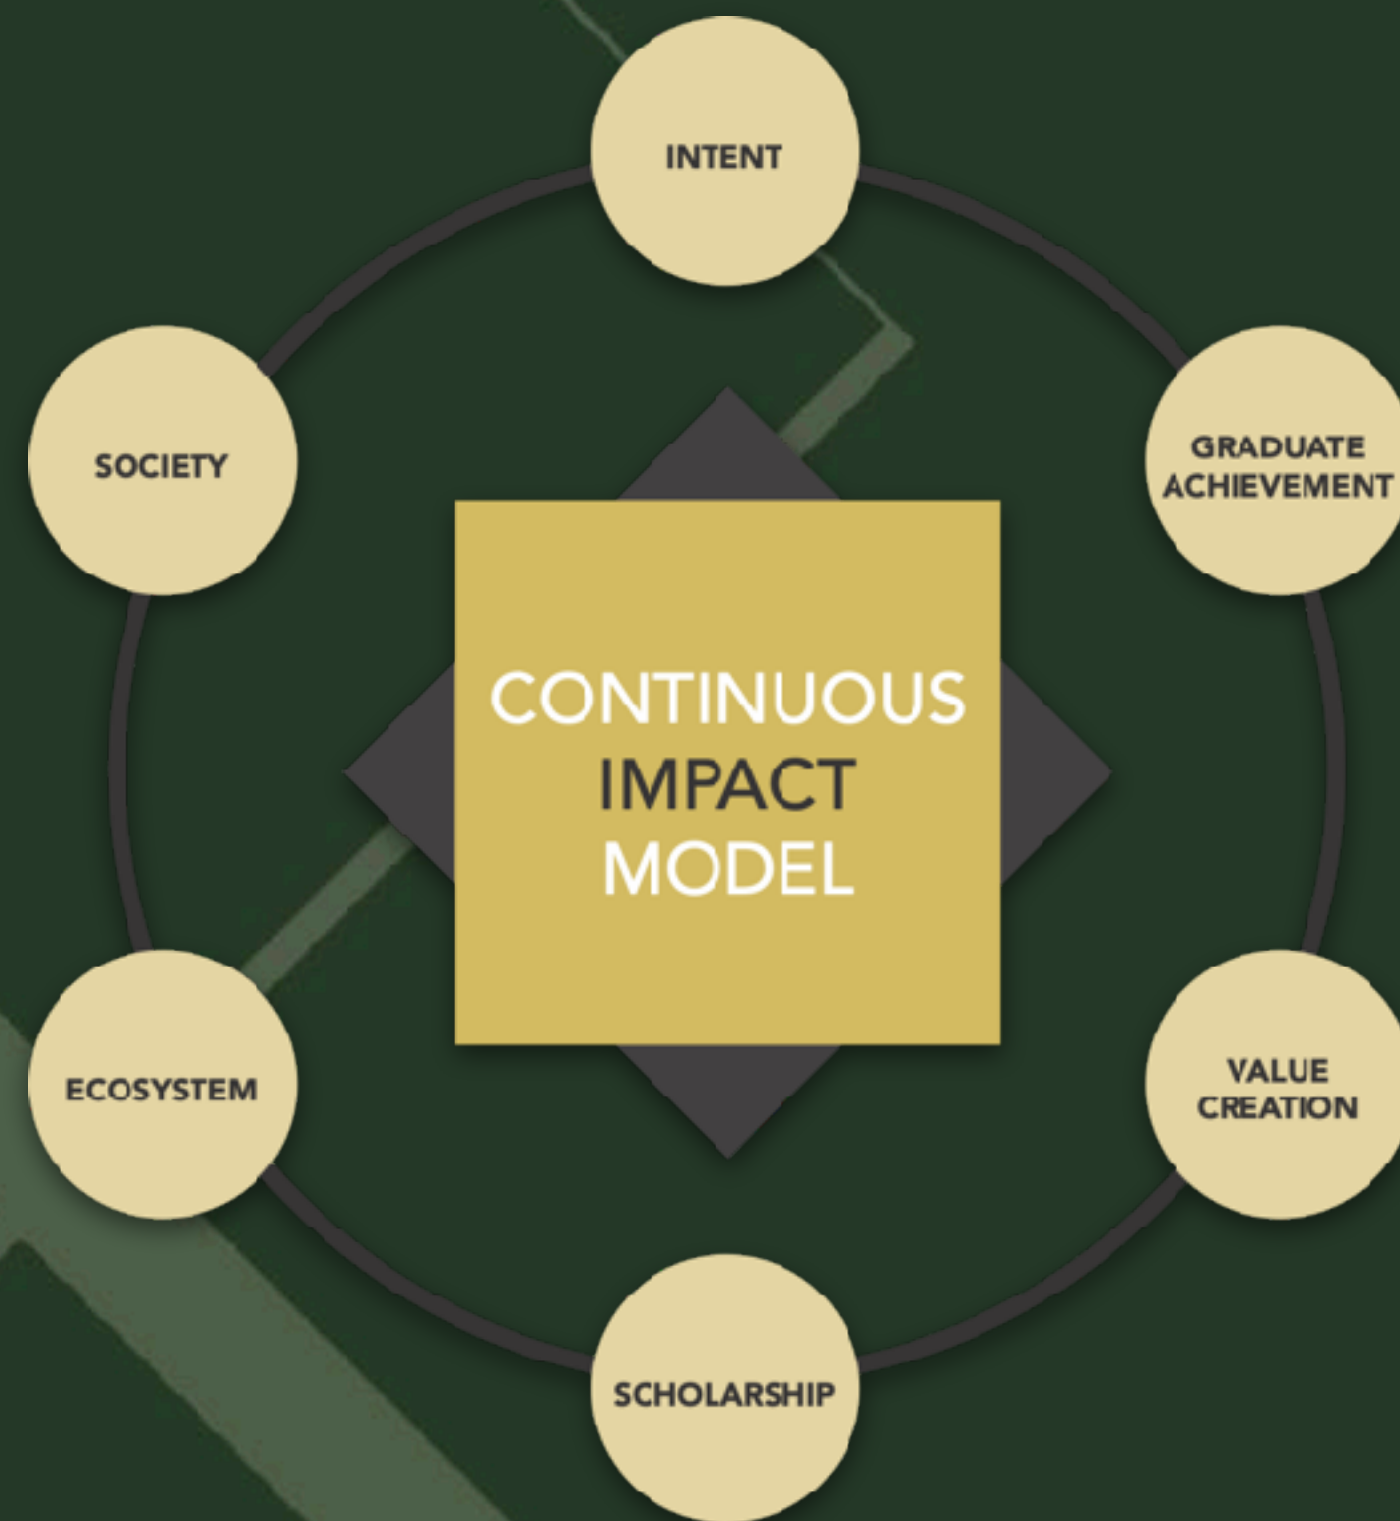 INTENT
SOCIETY
GRADUATE
ACHIEVEMENT
CONTINUOUS
IMPACT
MODEL
ECOSYSTEM
VALUE
CREATION
SCHOLARSHIP